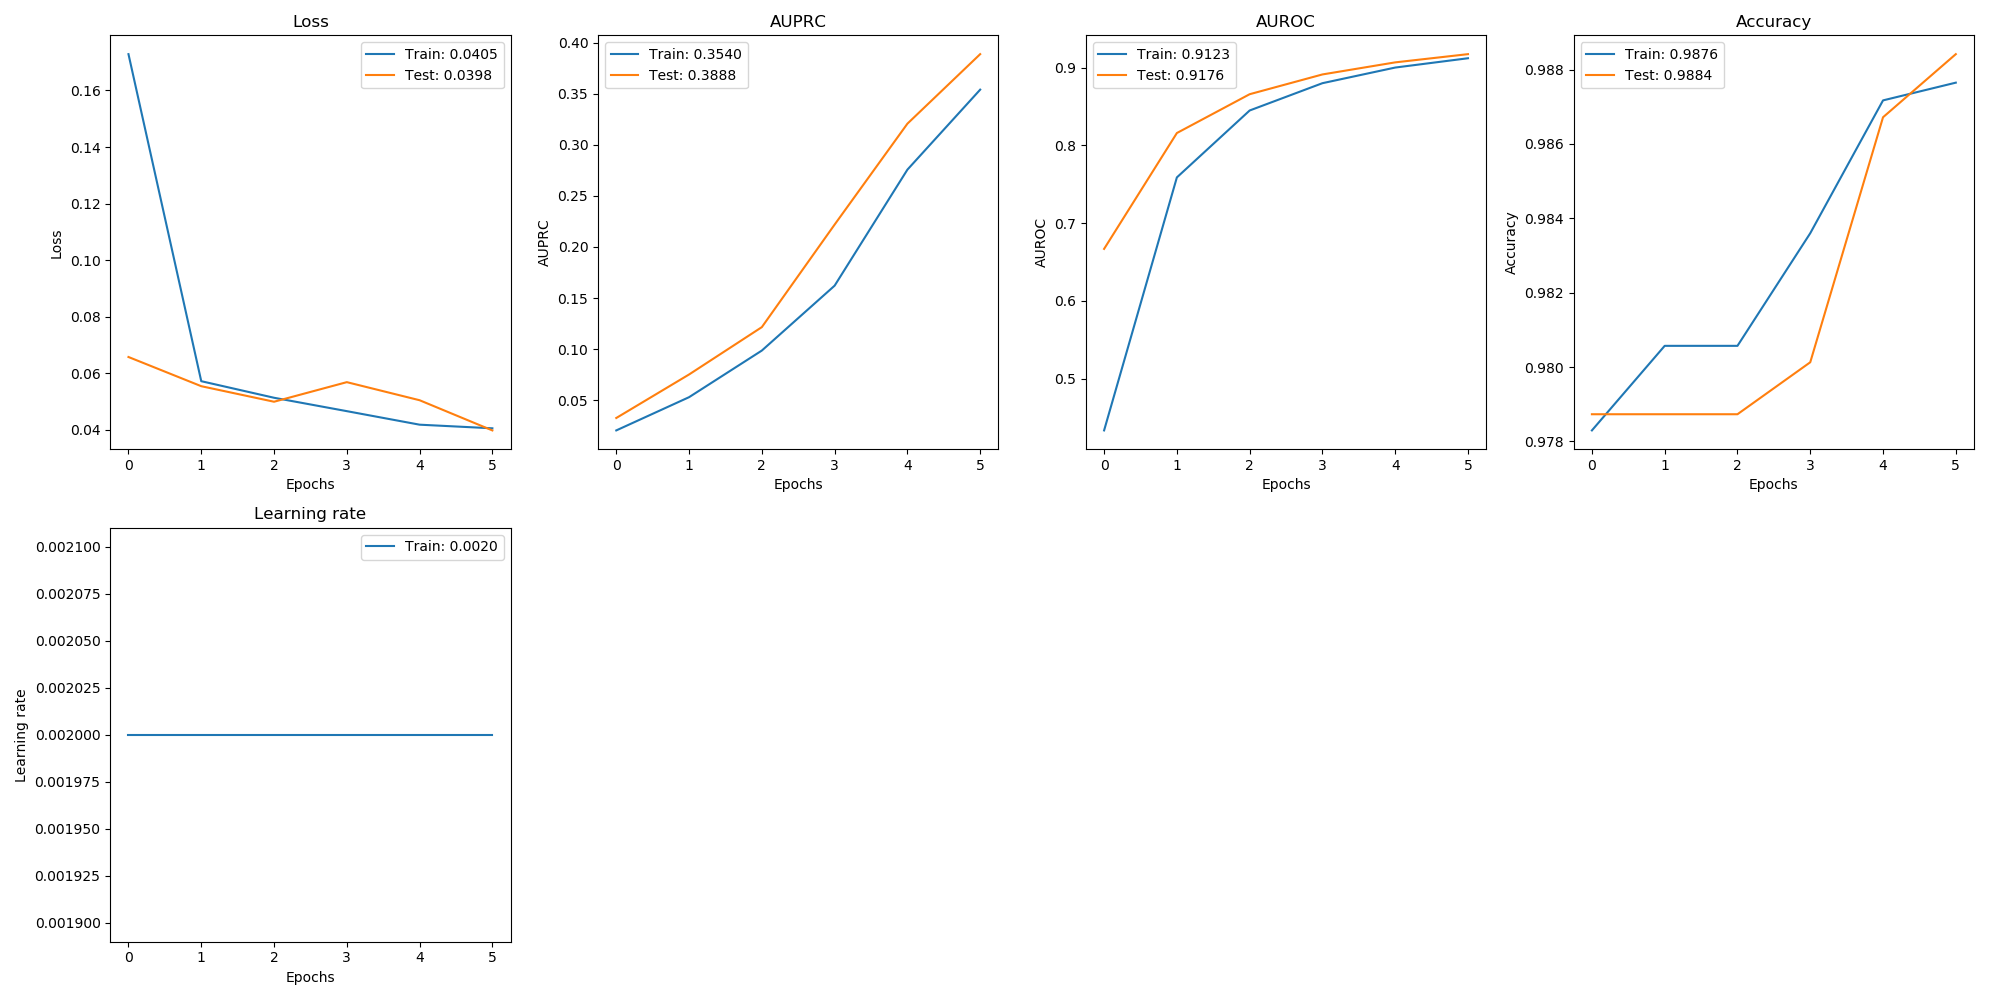 Loss
Train: 0.0405
Test: 0.0398
0.16
0.14
0.12
0.10
0.08
0.06
0.04
Loss
0 1 2 3 4 5
Epochs
AUPRC
Train: 0.3540
Test: 0.3888
0.40
0.35
0.30
0.25
0.20
0.15
0.10
0.05
AUPRC
0 1 2 3 4 5
Epochs
AUROC
Train: 0.9123
Test: 0.9176
0.9
0.8
0.7
0.6
0.5
AUROC
0 1 2 3 4 5
Epochs
Accuracy
Train: 0.9876
Test: 0.9884
0.988
0.986
0.984
0.982
0.980
0.978
Accuracy
0 1 2 3 4 5
Epochs
Learning rate
Train: 0.0020
0.002100
0.002075
0.002050
0.002025
0.002000
0.001975
0.001950
0.001925
0.001900
Learning rate
0 1 2 3 4 5
Epochs